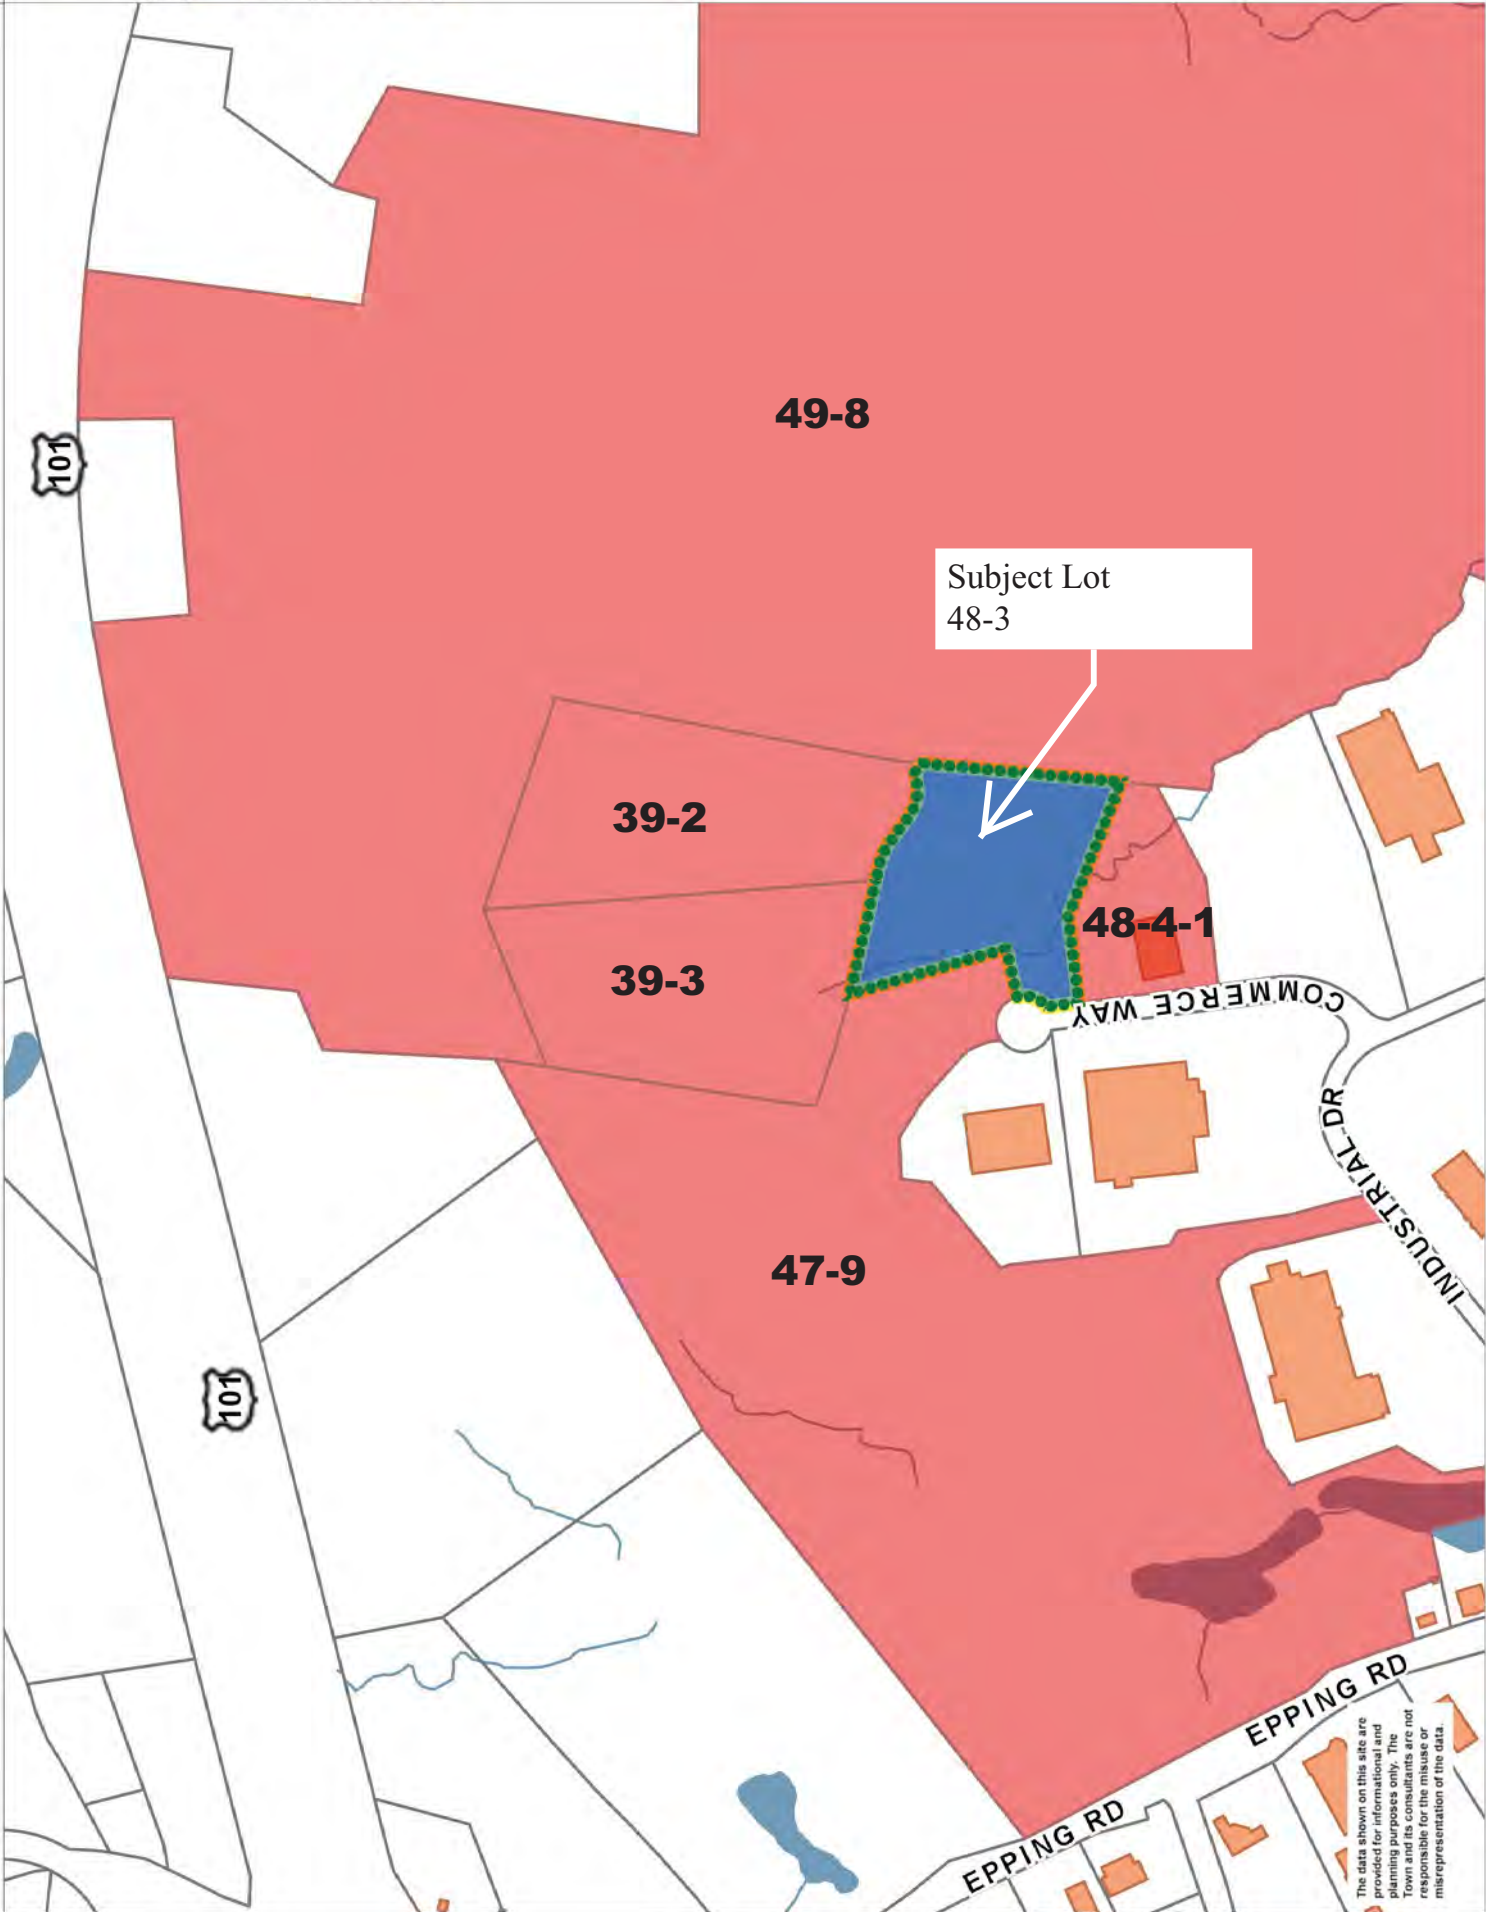 49-8
101
Subject Lot
48-3
39-2
48-4-1
39-3
COMMERCE WAY
INDUSTRIAL DR
47-9
101
EPPING RD
EPPING RD
The data shown on this site are
provided for informational and
planning purposes only. The
Town and its consultants are not
responsible for the misuse or
misrepresentation of the data.